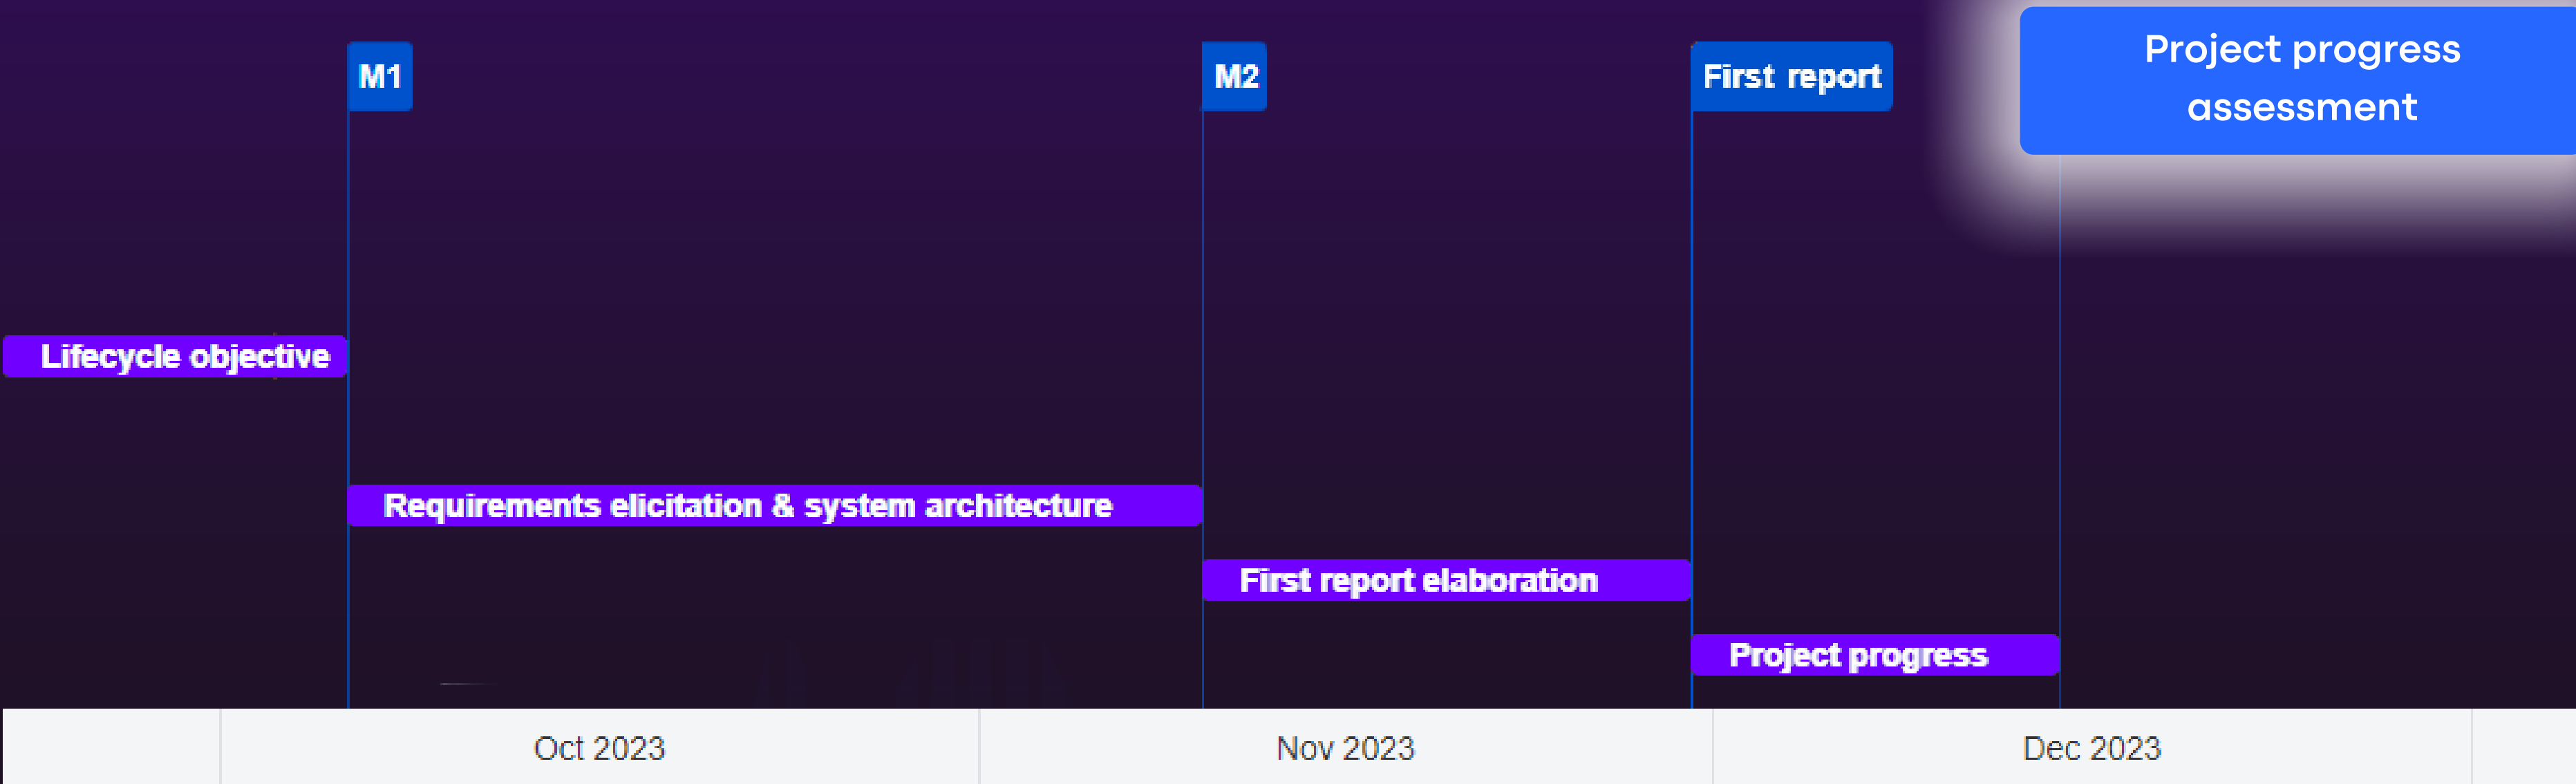 M1
M2
First report
Project progress
assessment
Lifecycle objective
Requirements elicitation & system architecture
First report elaboration
Project progress
Oct 2023
Nov 2023
Dec 2023